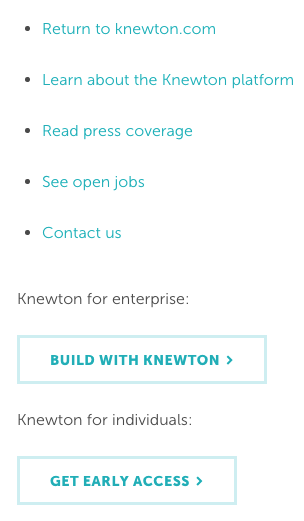 Return to knewton.com
Learn about the Knewton platform
Read press coverage
See open jobs
Contact us
Knewton for enterprise:
BUILD WITH KNEWTON >
Knewton for individuals:
GET EARLY ACCESS >